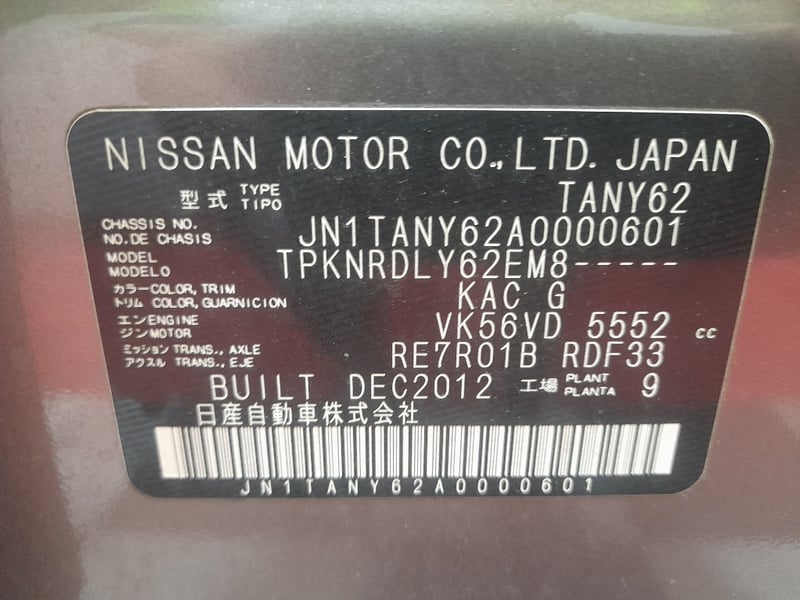 NISSAN MOTOR CO.,LTD. JAPAN
型式 TYPE TIPO TANY62
CHASSIS NO. NO.DE CHASIS JN1TANY62A0000601
MODEL MODELO TPKNRDLY62EM8-----
カラー COLOR, TRIM トリム COLOR, GUARNICION KAC G
エンジン ENGINE MOTOR VK56VD 5552 cc
ミッション TRANS., AXLE アクスル TRANS., EJE RE7R01B RDF33
BUILT DEC2012 工場 PLANT PLANTA 9
日産自動車株式会社
JN1TANY62A0000601